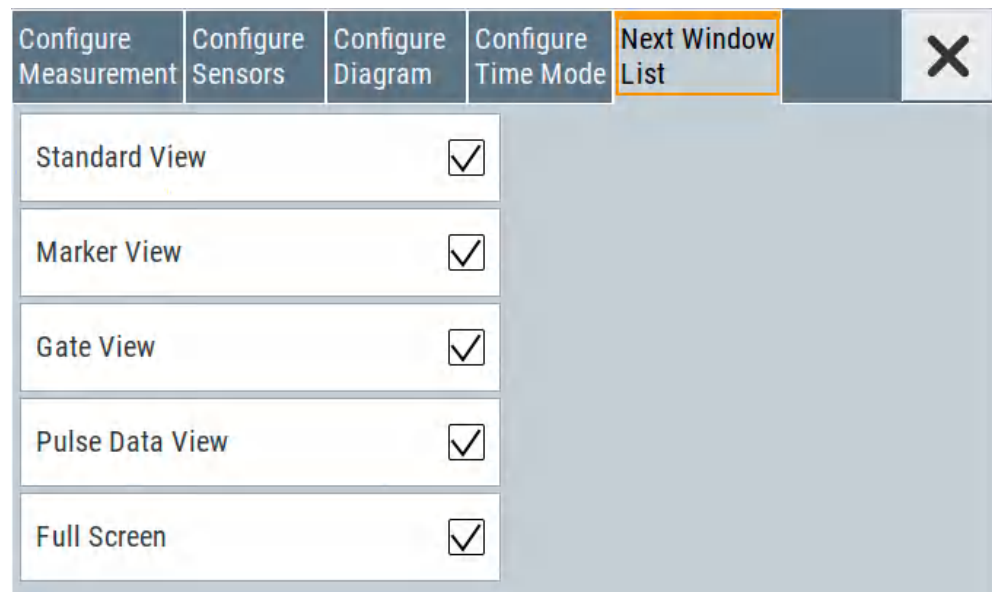 Configure
Measurement
Configure
Sensors
Configure
Diagram
Configure
Time Mode
Next Window
List
Standard View
Marker View
Gate View
Pulse Data View
Full Screen